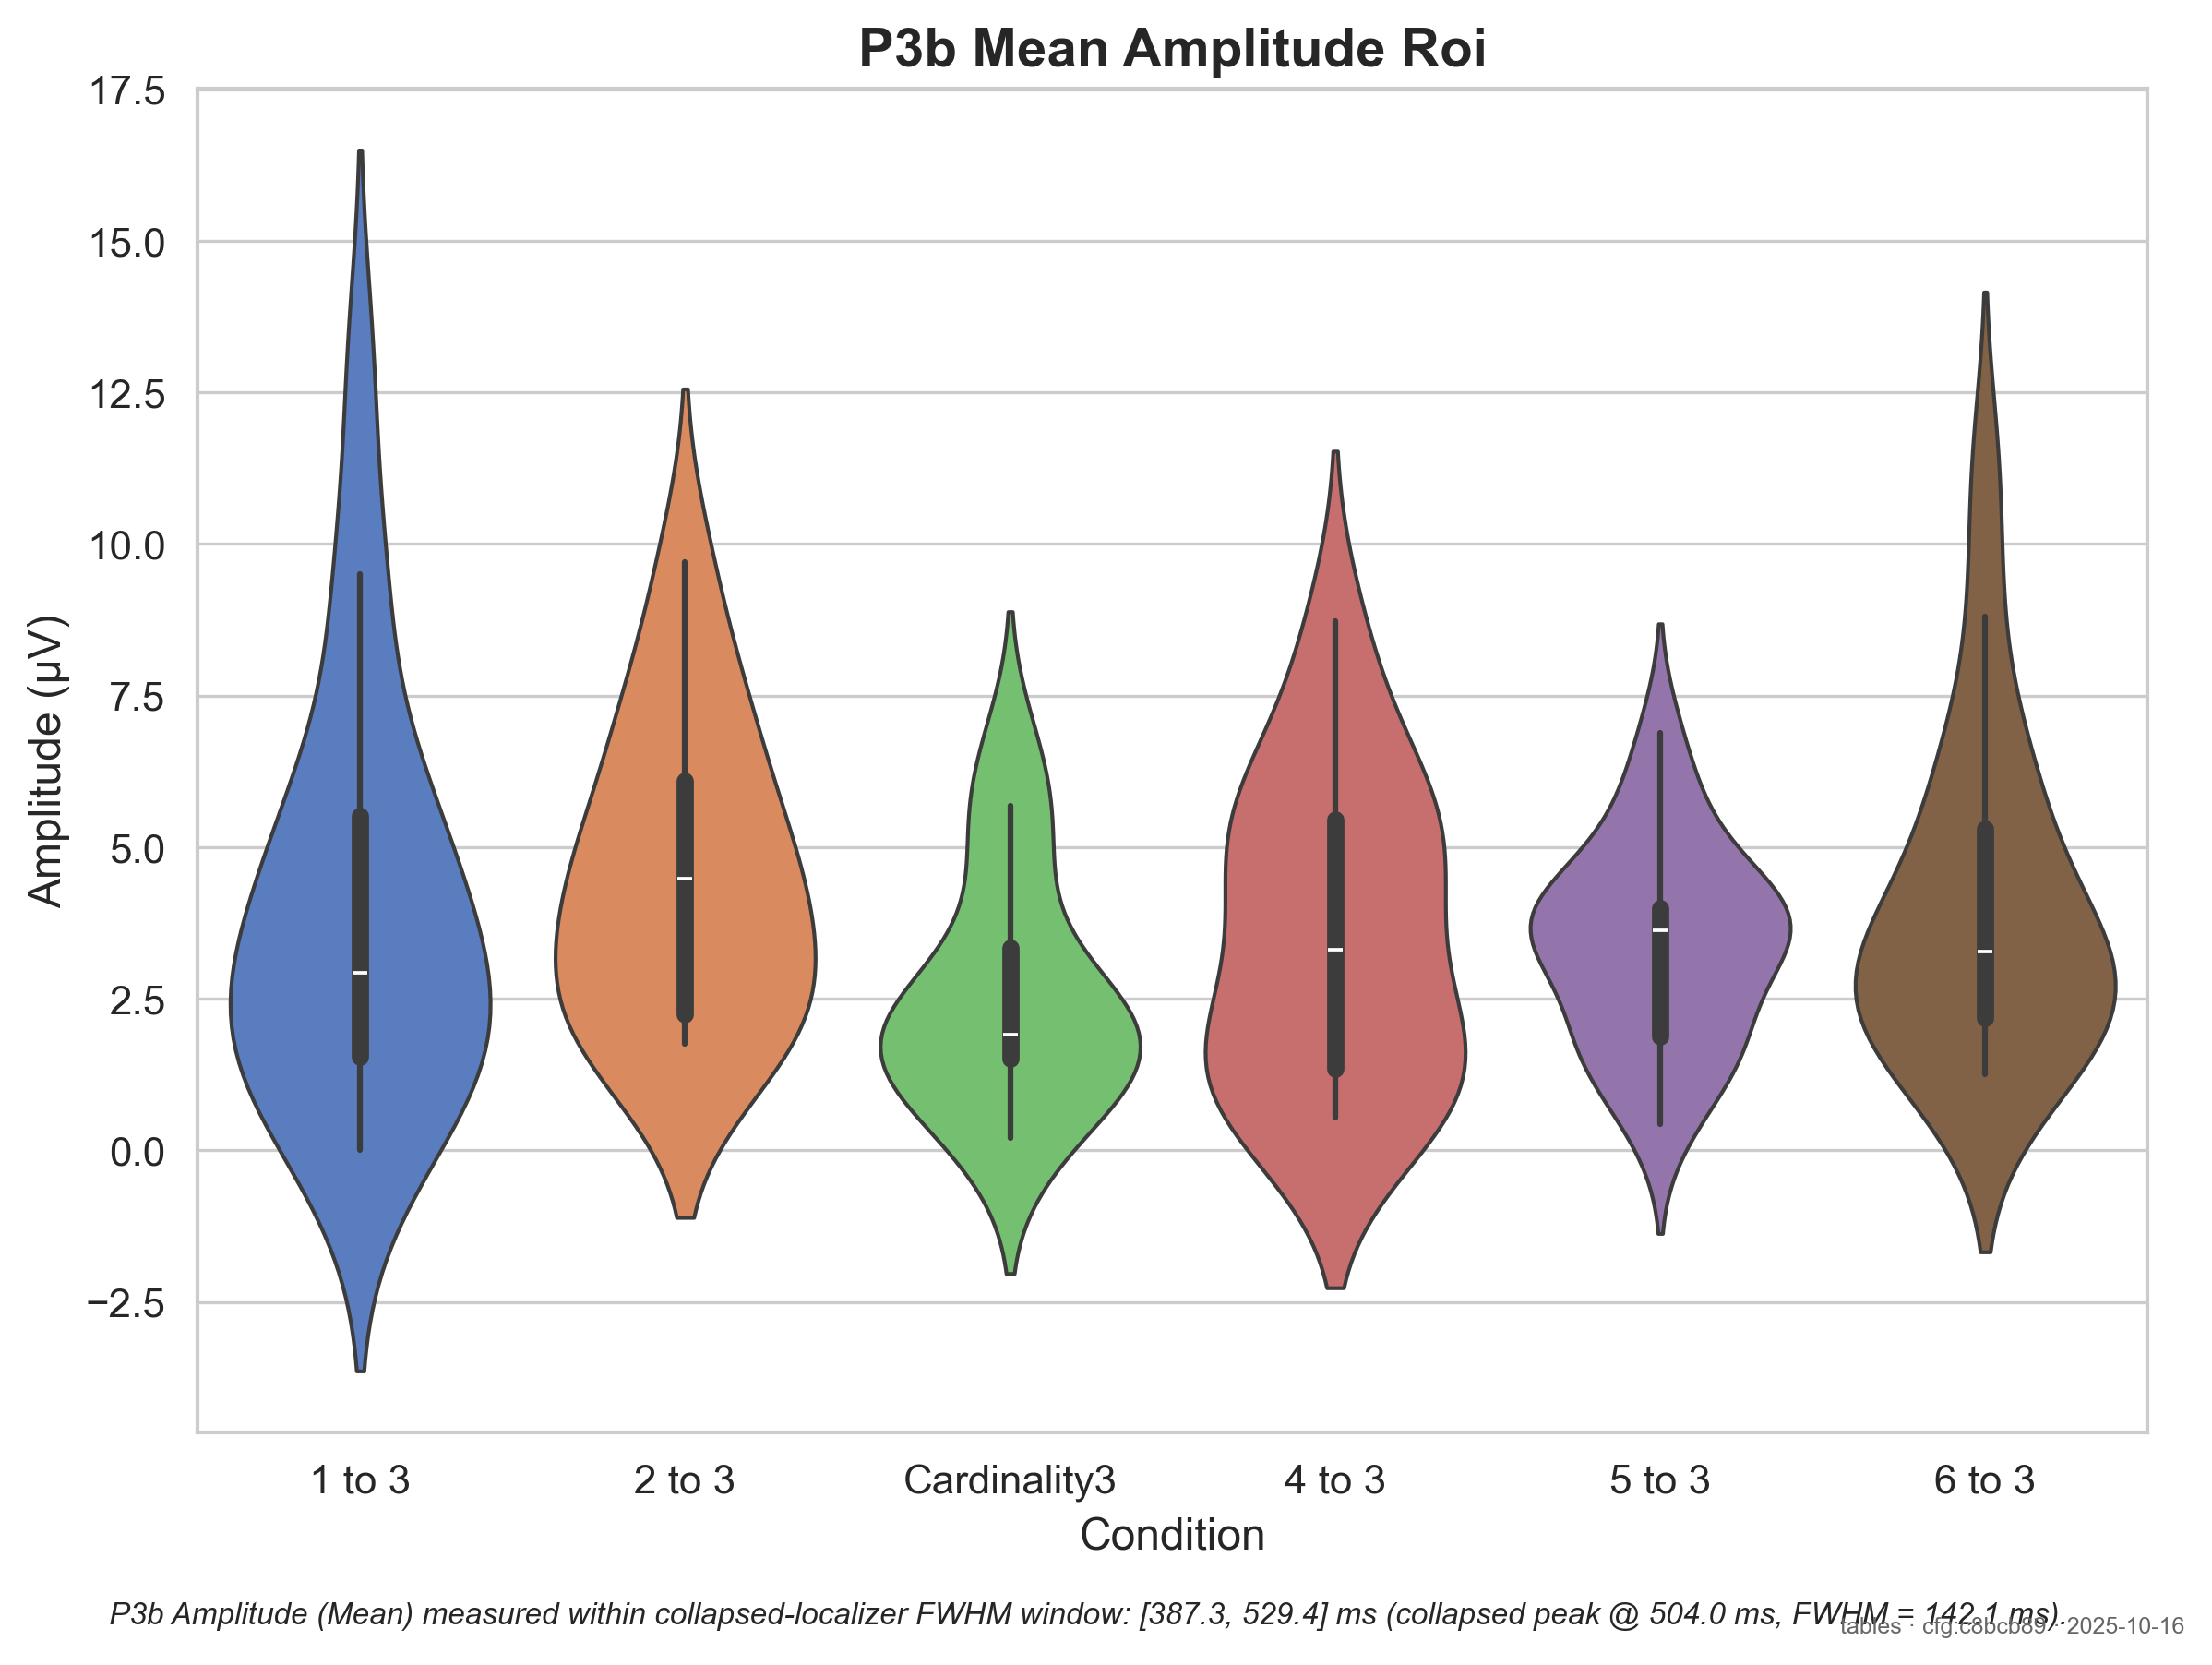 P3b Mean Amplitude Roi
17.5
15.0
12.5
10.0
7.5
5.0
2.5
0.0
−2.5
Amplitude (µV)
1 to 3
2 to 3
Cardinality3
4 to 3
5 to 3
6 to 3
Condition
P3b Amplitude (Mean) measured within collapsed-localizer FWHM window: [387.3, 529.4] ms (collapsed peak @ 504.0 ms, FWHM = 142.1 ms).
tables · cfg:c8bcb89 · 2025-10-16